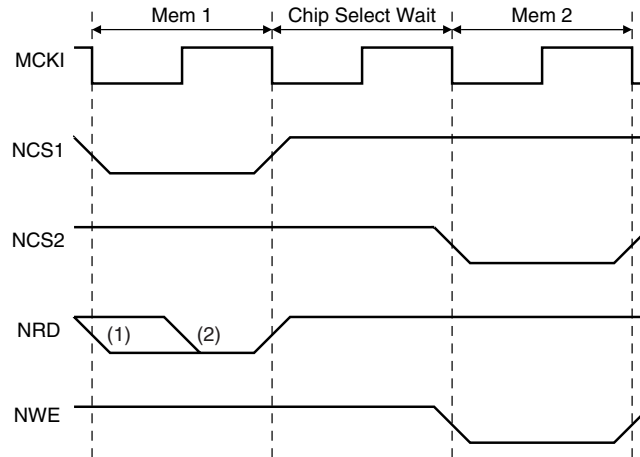 Mem 1 Chip Select Wait Mem 2
MCKI
NCS1
NCS2
NRD (1) (2)
NWE